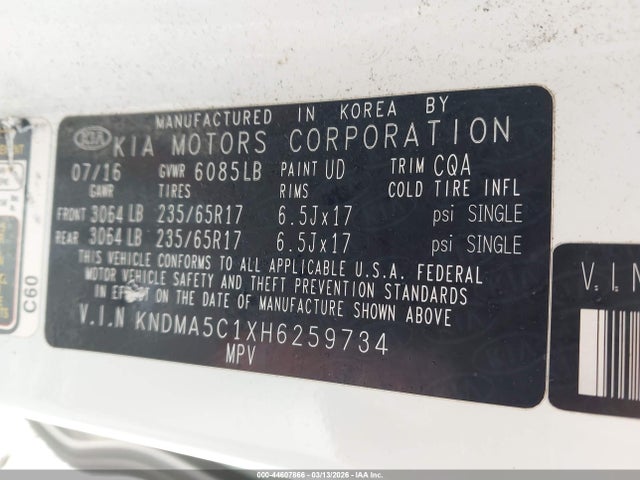 MANUFACTURED IN KOREA BY
KIA KIA MOTORS CORPORATION
07/16 GVWR 6085LB PAINT UD TRIM CQA
GAWR TIRES RIMS COLD TIRE INFL
FRONT 3064 LB 235/65R17 6.5Jx17 psi SINGLE
REAR 3064 LB 235/65R17 6.5Jx17 psi SINGLE
THIS VEHICLE CONFORMS TO ALL APPLICABLE U.S.A. FEDERAL
MOTOR VEHICLE SAFETY AND THEFT PREVENTION STANDARDS
IN EFFECT ON THE DATE OF MANUFACTURE SHOWN ABOVE
V.I.N KNDMA5C1XH6259734
MPV
C60
V.I.N
000-44607866 - 03/13/2026 - IAA Inc.